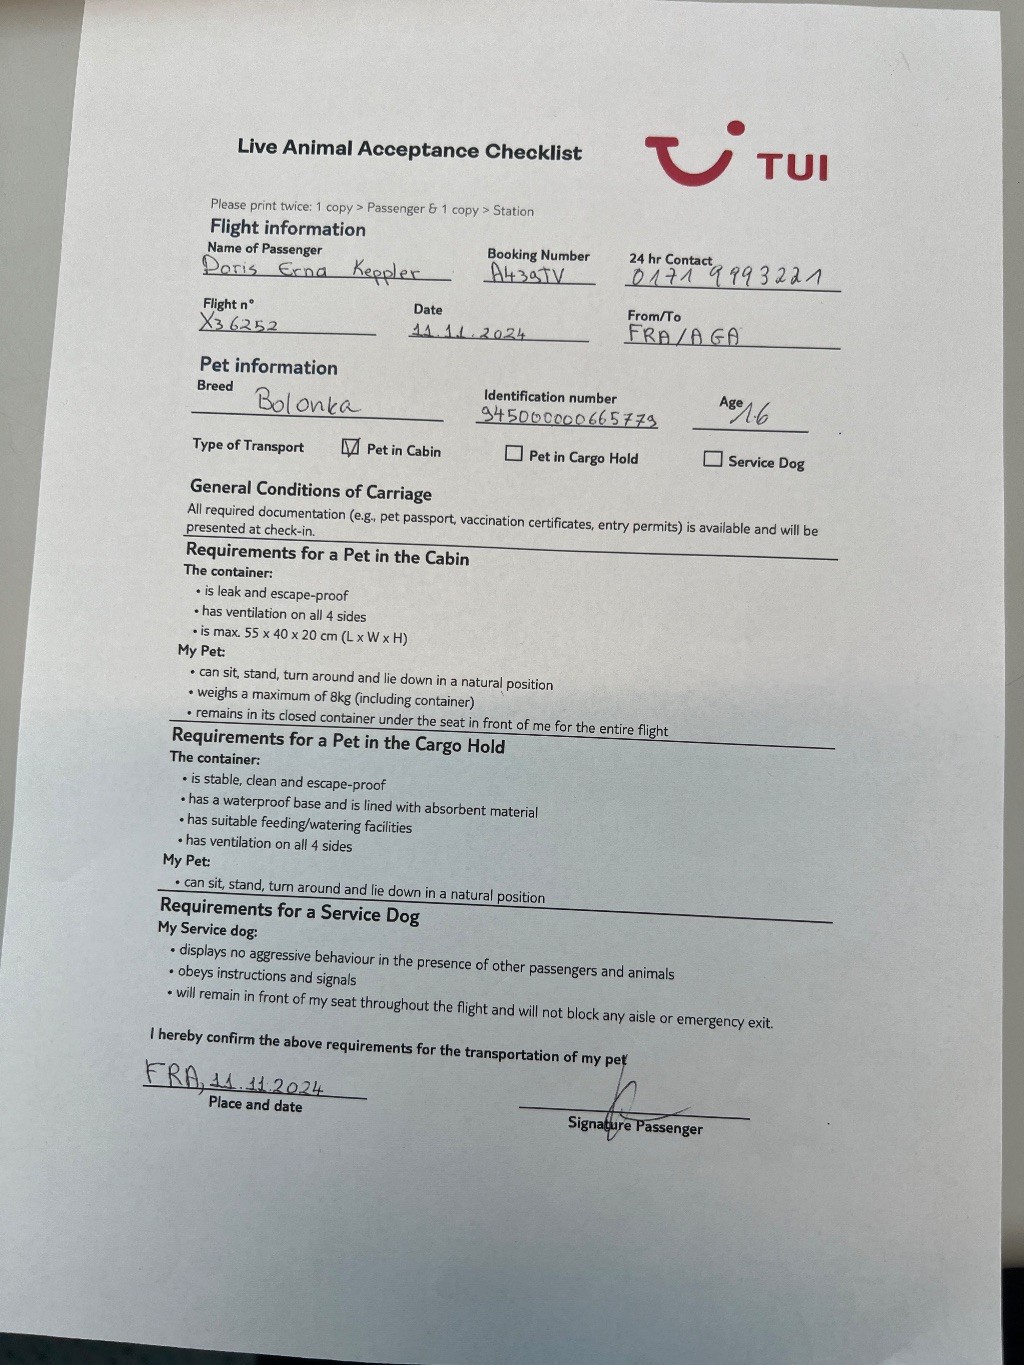 Live Animal Acceptance Checklist
TUI
Please print twice: 1 copy > Passenger & 1 copy > Station
Flight information
Name of Passenger Booking Number 24 hr Contact
Doris Erna Keppler A439TV 0171 9993221
Flight n° Date From/To
X3 6252 11.11.2024 FRA/AGA
Pet information
Breed Identification number Age
Bolonka 945000000665779 1.6
Type of Transport Pet in Cabin Pet in Cargo Hold Service Dog
General Conditions of Carriage
All required documentation (e.g., pet passport, vaccination certificates, entry permits) is available and will be
presented at check-in.
Requirements for a Pet in the Cabin
The container:
• is leak and escape-proof
• has ventilation on all 4 sides
• is max. 55 x 40 x 20 cm (L x W x H)
My Pet:
• can sit, stand, turn around and lie down in a natural position
• weighs a maximum of 8kg (including container)
• remains in its closed container under the seat in front of me for the entire flight
Requirements for a Pet in the Cargo Hold
The container:
• is stable, clean and escape-proof
• has a waterproof base and is lined with absorbent material
• has suitable feeding/watering facilities
• has ventilation on all 4 sides
My Pet:
• can sit, stand, turn around and lie down in a natural position
Requirements for a Service Dog
My Service dog:
• displays no aggressive behaviour in the presence of other passengers and animals
• obeys instructions and signals
• will remain in front of my seat throughout the flight and will not block any aisle or emergency exit.
I hereby confirm the above requirements for the transportation of my pet
FRA, 11.11.2024
Place and date
Signature Passenger